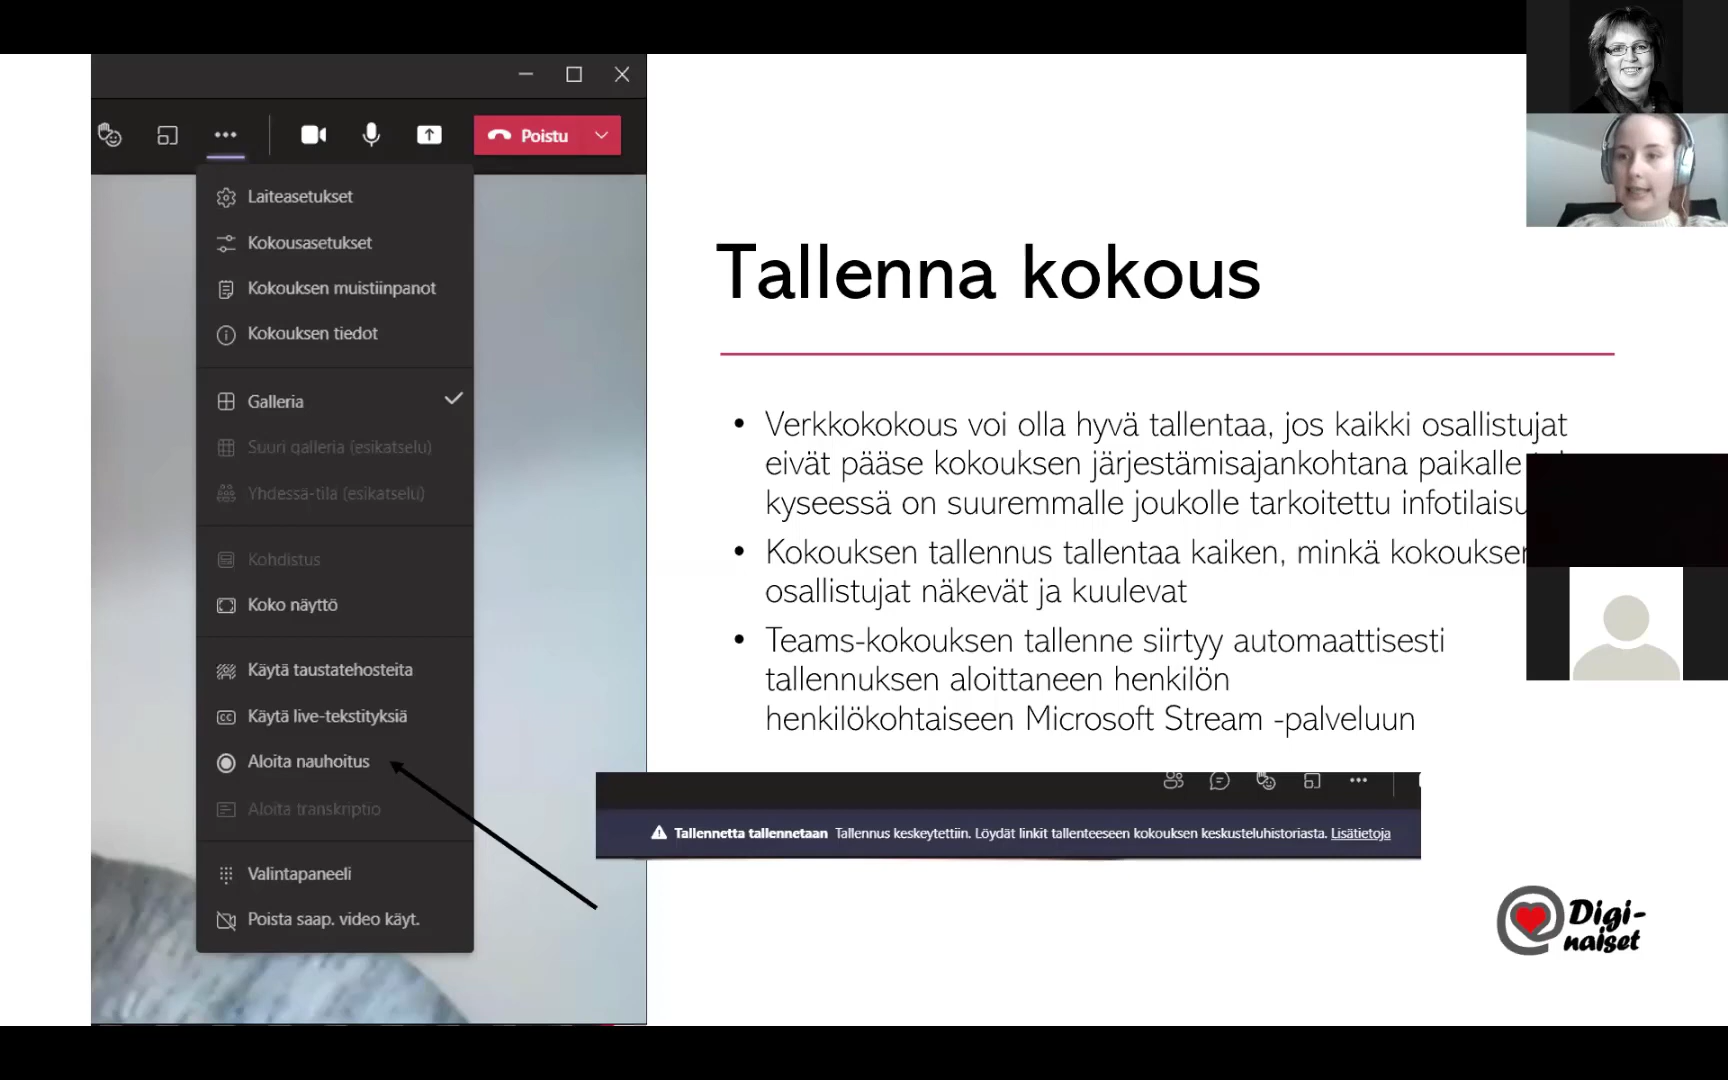 Poistu
Laiteasetukset
Kokousasetukset
Kokouksen muistiinpanot
Kokouksen tiedot
Galleria
Suuri galleria (esikatselu)
Yhdessä-tila (esikatselu)
Kohdistus
Koko näyttö
Käytä taustatehosteita
Käytä live-tekstityksiä
Aloita nauhoitus
Aloita transkriptio
Valintapaneeli
Poista saap. video käyt.
Tallenna kokous
• Verkkokokous voi olla hyvä tallentaa, jos kaikki osallistujat
eivät pääse kokouksen järjestämisajankohtana paikalle
kyseessä on suuremmalle joukolle tarkoitettu
• Kokouksen tallennus tallentaa kaiken, minkä
osallistujat näkevät ja kuulevat
• Teams-kokouksen tallenne siirtyy automaattisesti
tallennuksen aloittaneen henkilön
henkilökohtaiseen Microsoft Stream -palveluun
Tallennetta tallennetaan Tallennus keskeytettiin. Löydät linkit tallenteeseen kokouksen keskusteluhistoriasta. Lisätietoja
Digi-
naiset